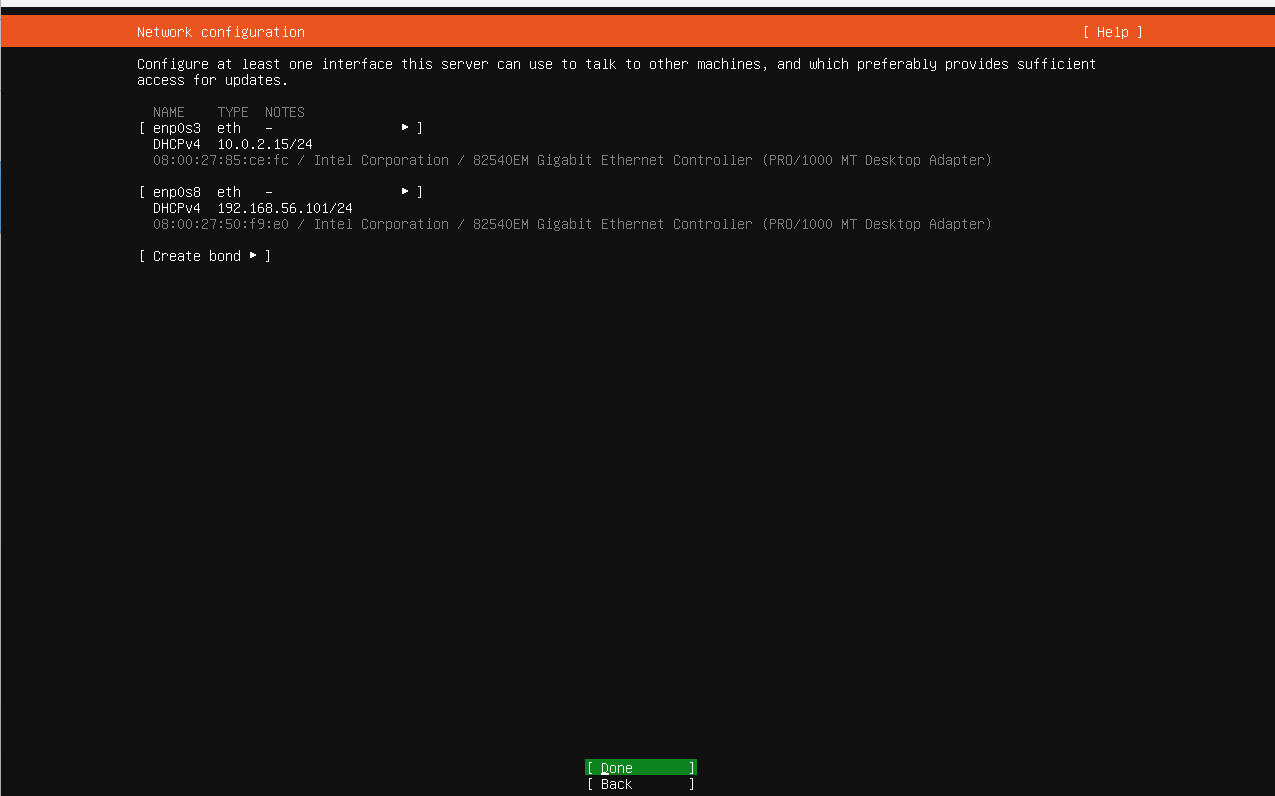 Network configuration [ Help ]
Configure at least one interface this server can use to talk to other machines, and which preferably provides sufficient
access for updates.
NAME TYPE NOTES
[ enp0s3 eth - ▸ ]
DHCPv4 10.0.2.15/24
08:00:27:85:ce:fc / Intel Corporation / 82540EM Gigabit Ethernet Controller (PRO/1000 MT Desktop Adapter)
[ enp0s8 eth - ▸ ]
DHCPv4 192.168.56.101/24
08:00:27:50:f9:e0 / Intel Corporation / 82540EM Gigabit Ethernet Controller (PRO/1000 MT Desktop Adapter)
[ Create bond ▸ ]
[ Done ]
[ Back ]